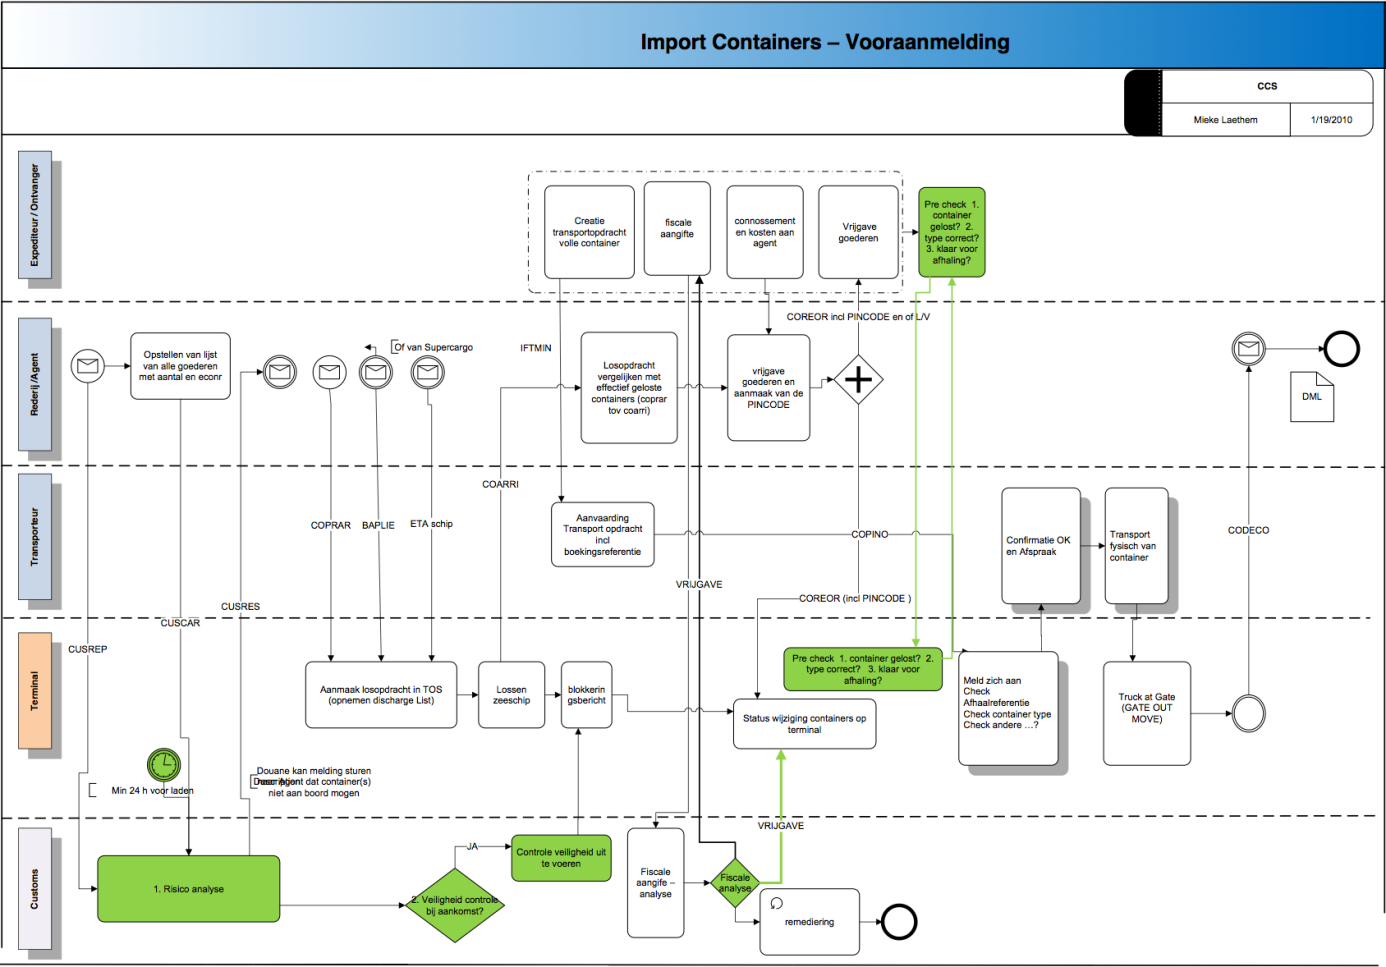 Import Containers – Vooraanmelding
CCS
Mieke Laethem
1/19/2010
Expediteur / Ontvanger
Creatie
transportopdracht
volle container
fiscale
aangifte
connossement
en kosten aan
agent
Vrijgave
goederen
Pre check 1.
container
gelost? 2.
type correct?
3. klaar voor
afhaling?
COREOR incl PINCODE en of L/V
Rederij /Agent
Opstellen van lijst
van alle goederen
met aantal en econr
Of van Supercargo
IFTMIN
Losopdracht
vergelijken met
effectief geloste
containers (coprar
tov coarri)
vrijgave
goederen en
aanmaak van de
PINCODE
DML
Transporteur
COARRI
COPRAR
BAPLIE
ETA schip
Aanvaarding
Transport opdracht
incl
boekingsreferentie
COPINO
Confirmatie OK
en Afspraak
Transport
fysisch van
container
CODECO
VRIJGAVE
COREOR (incl PINCODE )
CUSRES
CUSCAR
CUSREP
Terminal
Aanmaak losopdracht in TOS
(opnemen discharge List)
Lossen
zeeschip
blokkerin
gsbericht
Pre check 1. container gelost? 2.
type correct? 3. klaar voor
afhaling?
Status wijziging containers op
terminal
Meld zich aan
Check
Afhaalreferentie
Check container type
Check andere ...?
Truck at Gate
(GATE OUT
MOVE)
Min 24 h voor laden
Douane kan melding sturen
dat container(s)
niet aan boord mogen
VRIJGAVE
Customs
1. Risico analyse
JA
2. Veiligheid controle
bij aankomst?
Controle veiligheid uit
te voeren
Fiscale
aangife –
analyse
Fiscale
analyse
remediering